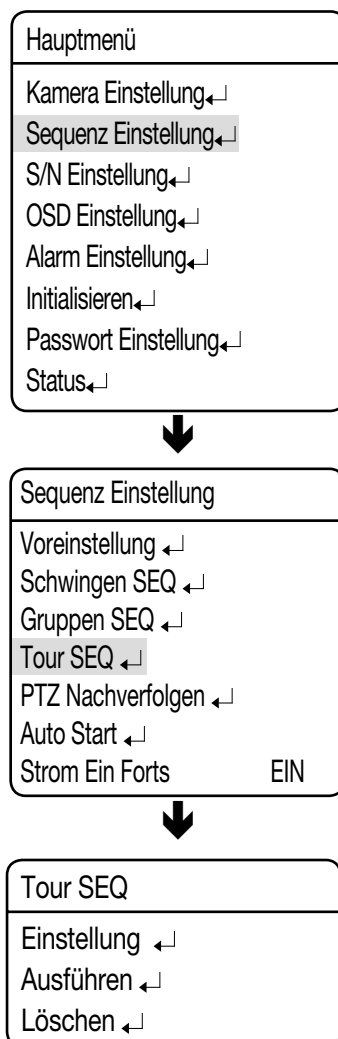 Hauptmenü
Kamera Einstellung↵
Sequenz Einstellung↵
S/N Einstellung↵
OSD Einstellung↵
Alarm Einstellung↵
Initialisieren↵
Passwort Einstellung↵
Status↵
Sequenz Einstellung
Voreinstellung ↵
Schwingen SEQ ↵
Gruppen SEQ ↵
Tour SEQ ↵
PTZ Nachverfolgen ↵
Auto Start ↵
Strom Ein Forts EIN
Tour SEQ
Einstellung ↵
Ausführen ↵
Löschen ↵